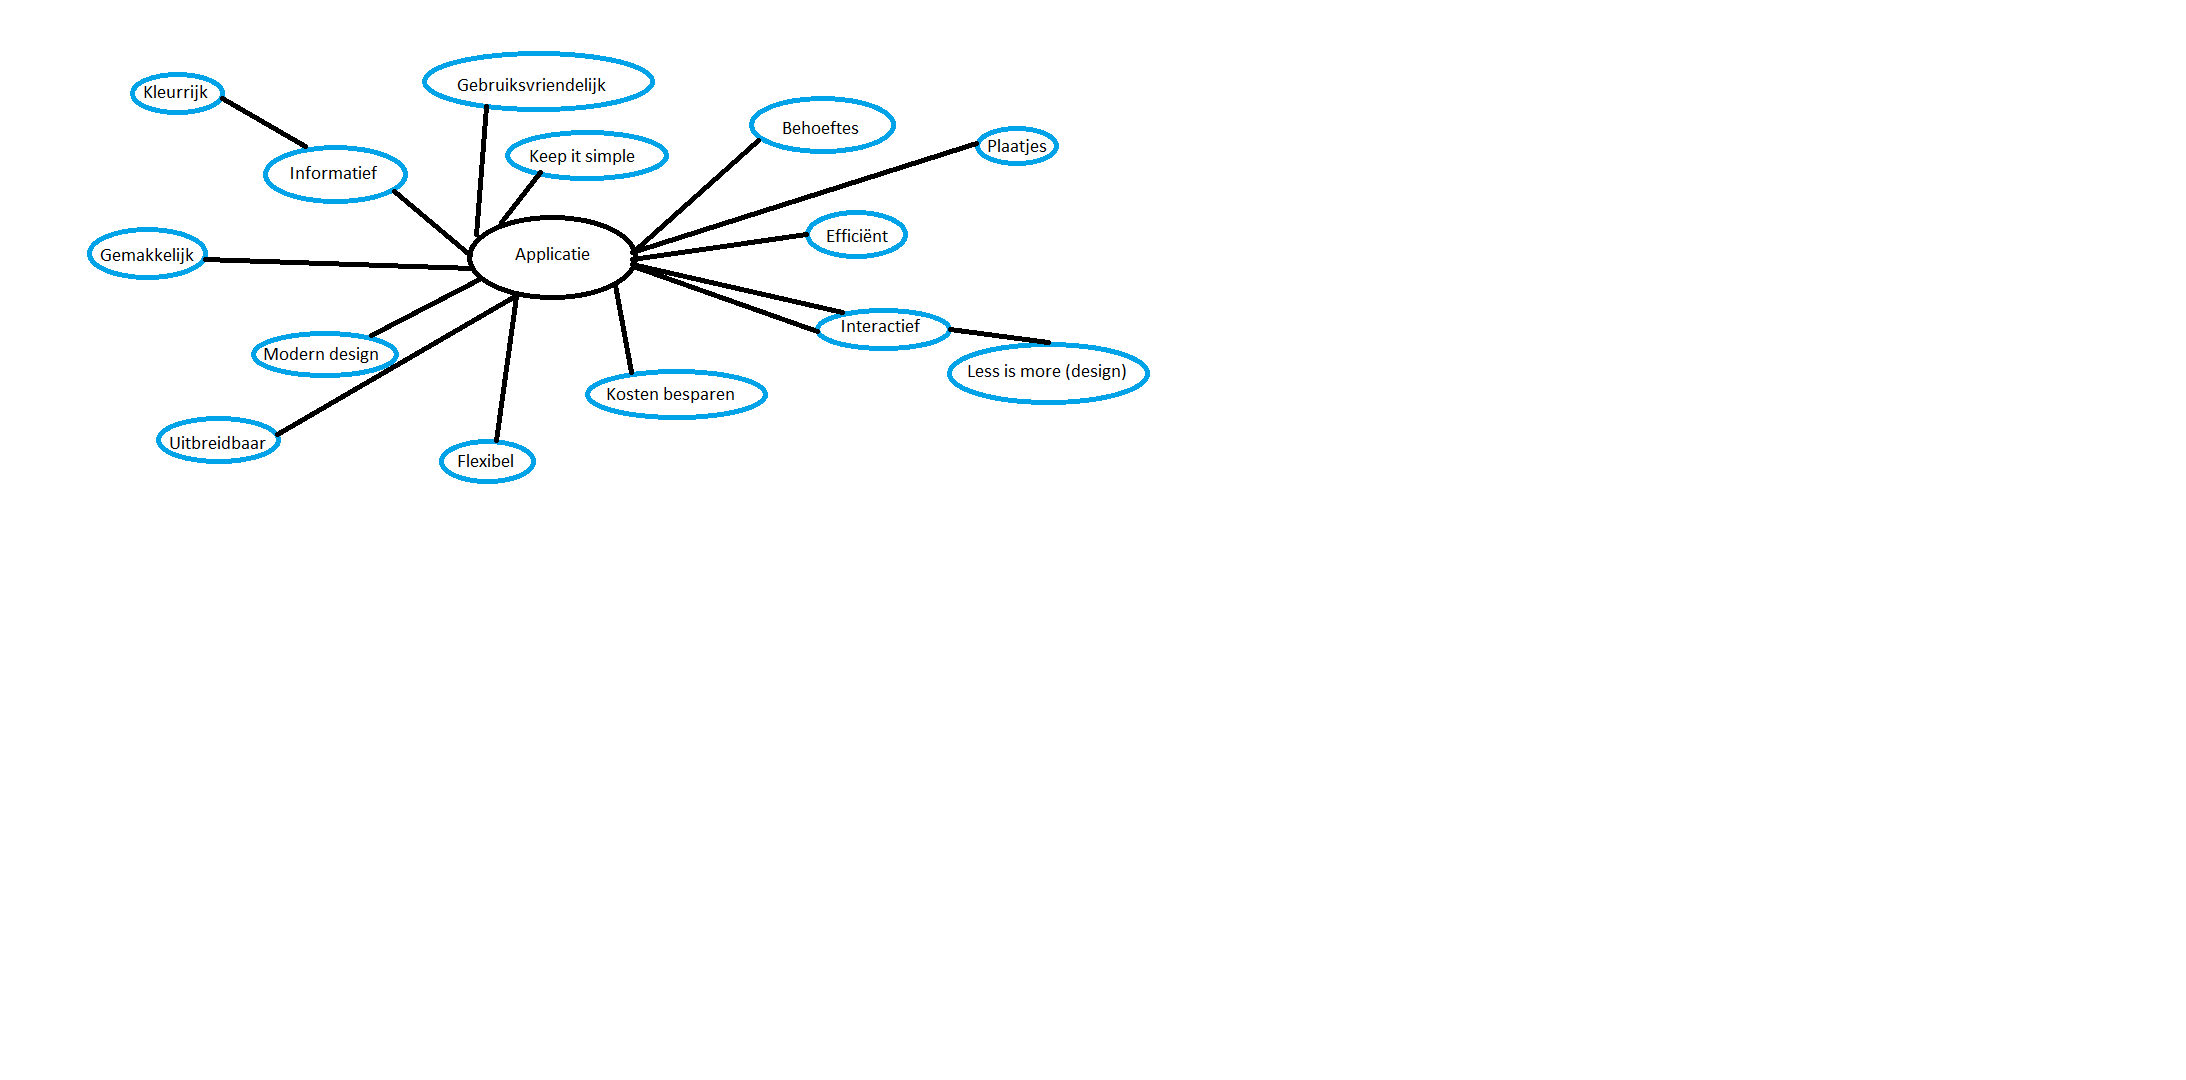 Gebruiksvriendelijk
Kleurrijk
Behoeftes
Plaatjes
Keep it simple
Informatief
Efficiënt
Applicatie
Gemakkelijk
Interactief
Modern design
Less is more (design)
Kosten besparen
Uitbreidbaar
Flexibel